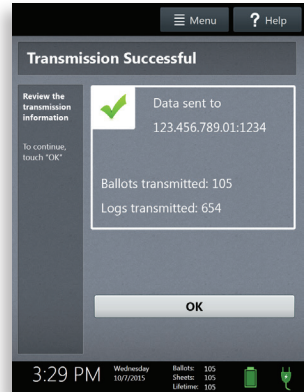 Menu
? Help
Transmission Successful
Review the
transmission
information
To continue,
touch "OK"
Data sent to
123.456.789.01:1234
Ballots transmitted: 105
Logs transmitted: 654
OK
3:29 PM
Wednesday
10/7/2015
Ballots: 105
Sheets: 105
Lifetime: 105